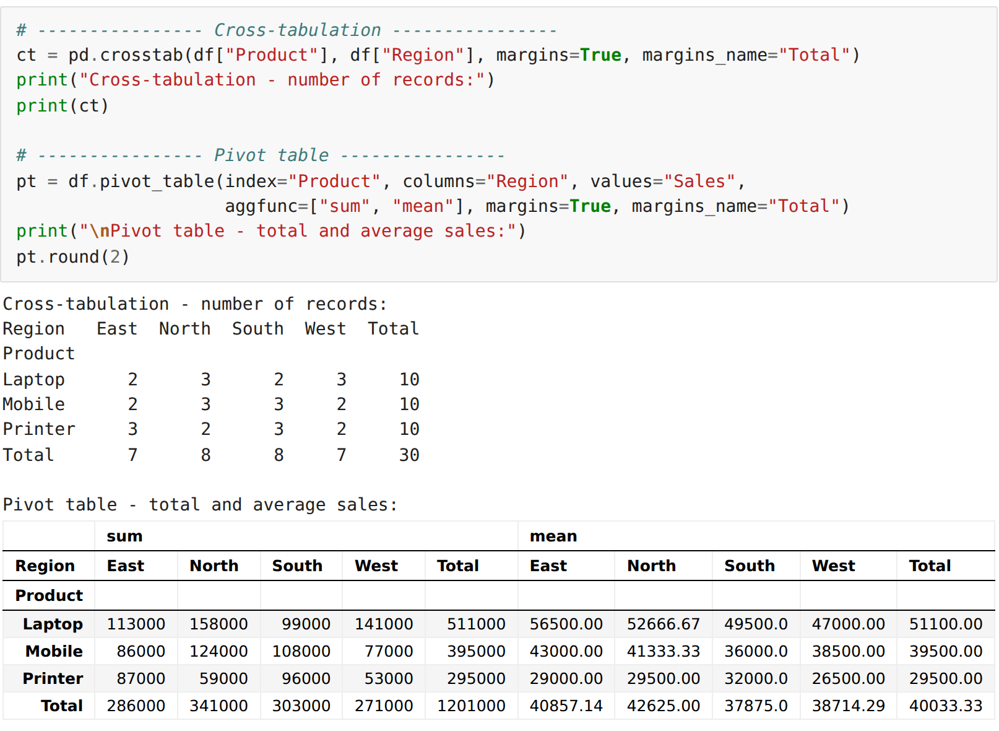 # ---------------- Cross-tabulation ----------------
ct = pd.crosstab(df["Product"], df["Region"], margins=True, margins_name="Total")
print("Cross-tabulation - number of records:")
print(ct)
# ---------------- Pivot table ----------------
pt = df.pivot_table(index="Product", columns="Region", values="Sales",
                    aggfunc=["sum", "mean"], margins=True, margins_name="Total")
print("\nPivot table - total and average sales:")
pt.round(2)
Cross-tabulation - number of records:
Region   East  North  South  West  Total
Product
Laptop      2      3      2     3     10
Mobile      2      3      3     2     10
Printer     3      2      3     2     10
Total       7      8      8     7     30
Pivot table - total and average sales:
sum mean
Region East North South West Total East North South West Total
Product
Laptop 113000 158000 99000 141000 511000 56500.00 52666.67 49500.0 47000.00 51100.00
Mobile 86000 124000 108000 77000 395000 43000.00 41333.33 36000.0 38500.00 39500.00
Printer 87000 59000 96000 53000 295000 29000.00 29500.00 32000.0 26500.00 29500.00
Total 286000 341000 303000 271000 1201000 40857.14 42625.00 37875.0 38714.29 40033.33